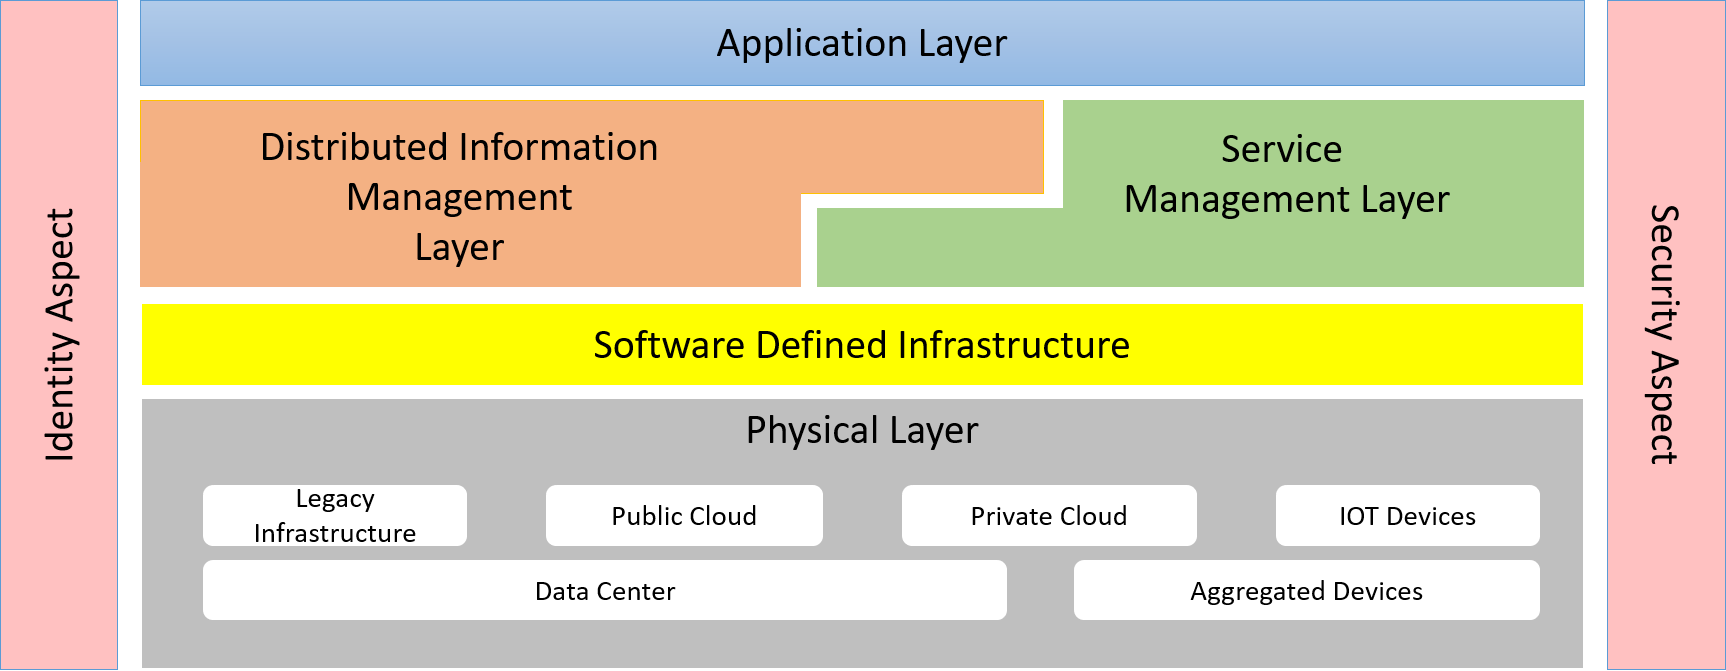 Application Layer
Distributed Information
Management
Layer
Service
Management Layer
Identity Aspect
Security Aspect
Software Defined Infrastructure
Physical Layer
Legacy
Infrastructure
Public Cloud
Private Cloud
IOT Devices
Data Center
Aggregated Devices